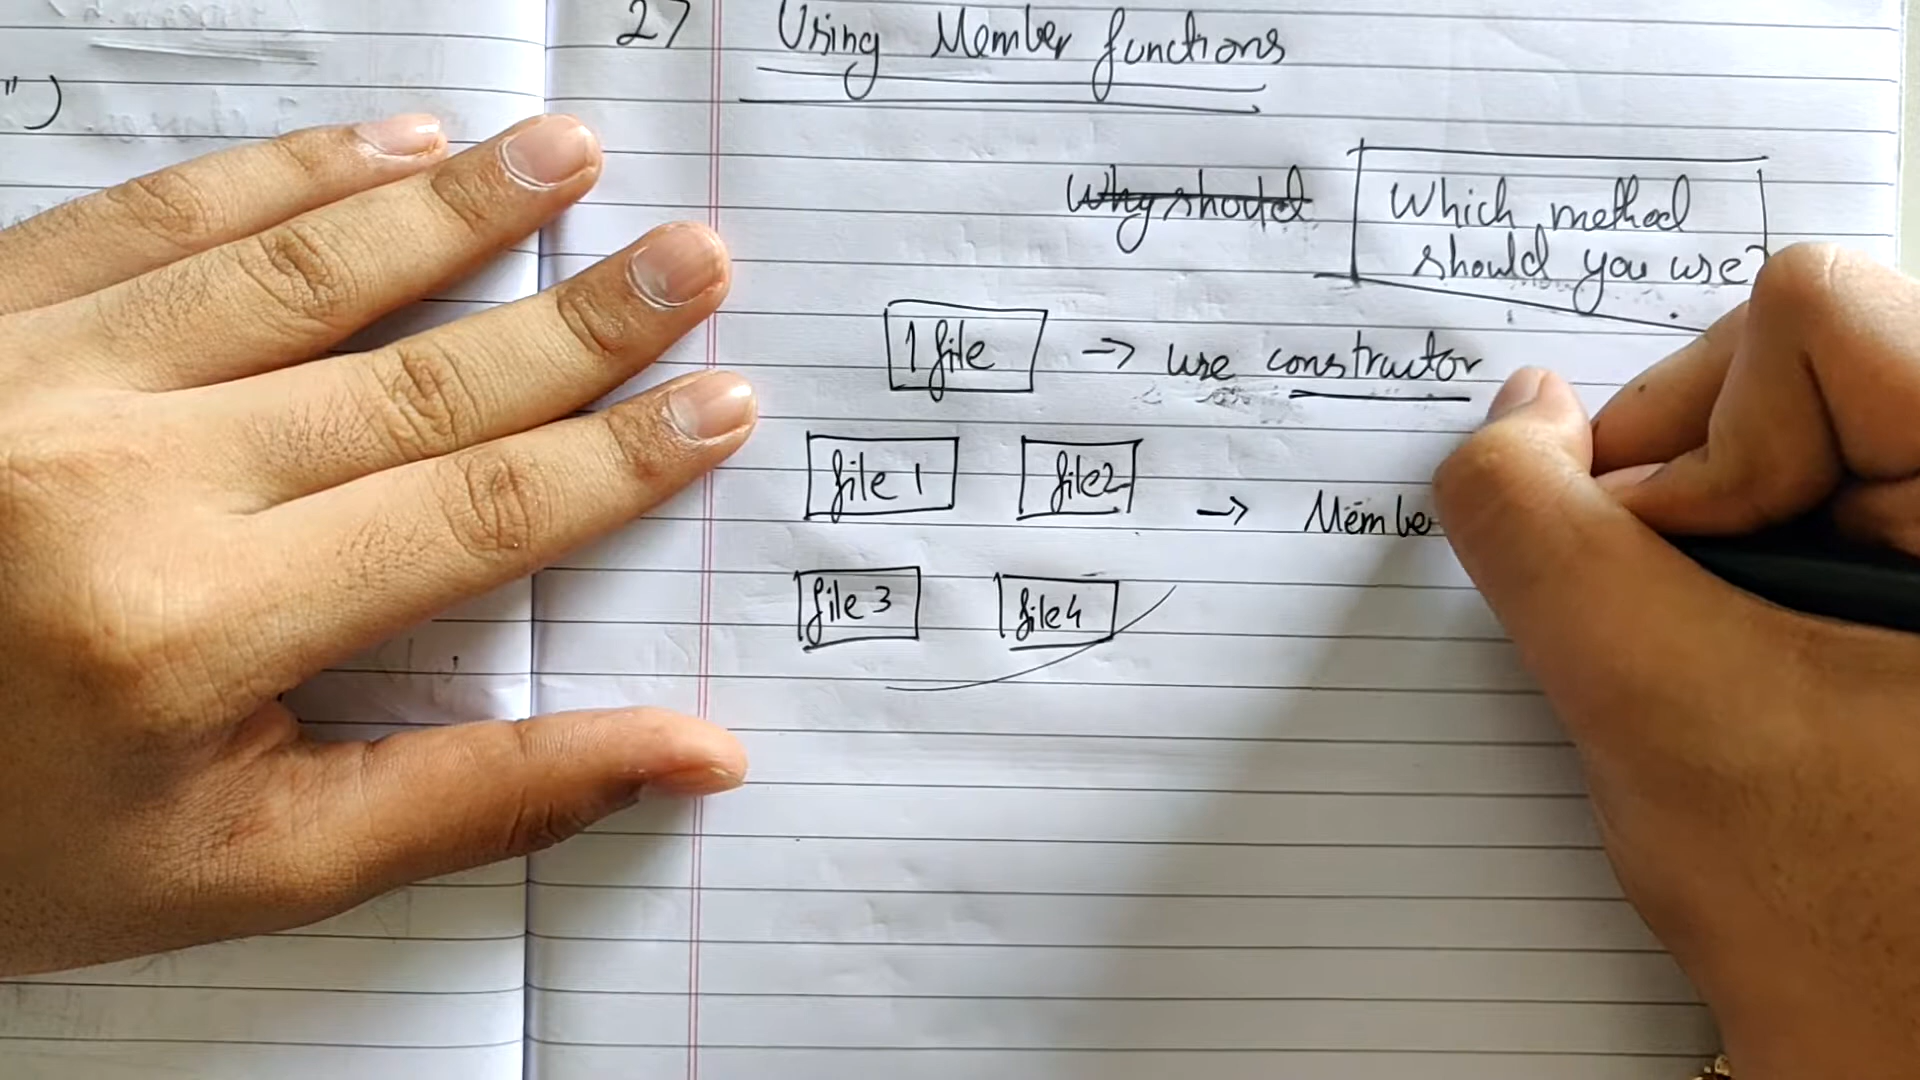 ")
27 Using Member functions
Why should
Which method
should you use?
1 file → use constructor
file 1 file2 → Member
file 3 file4